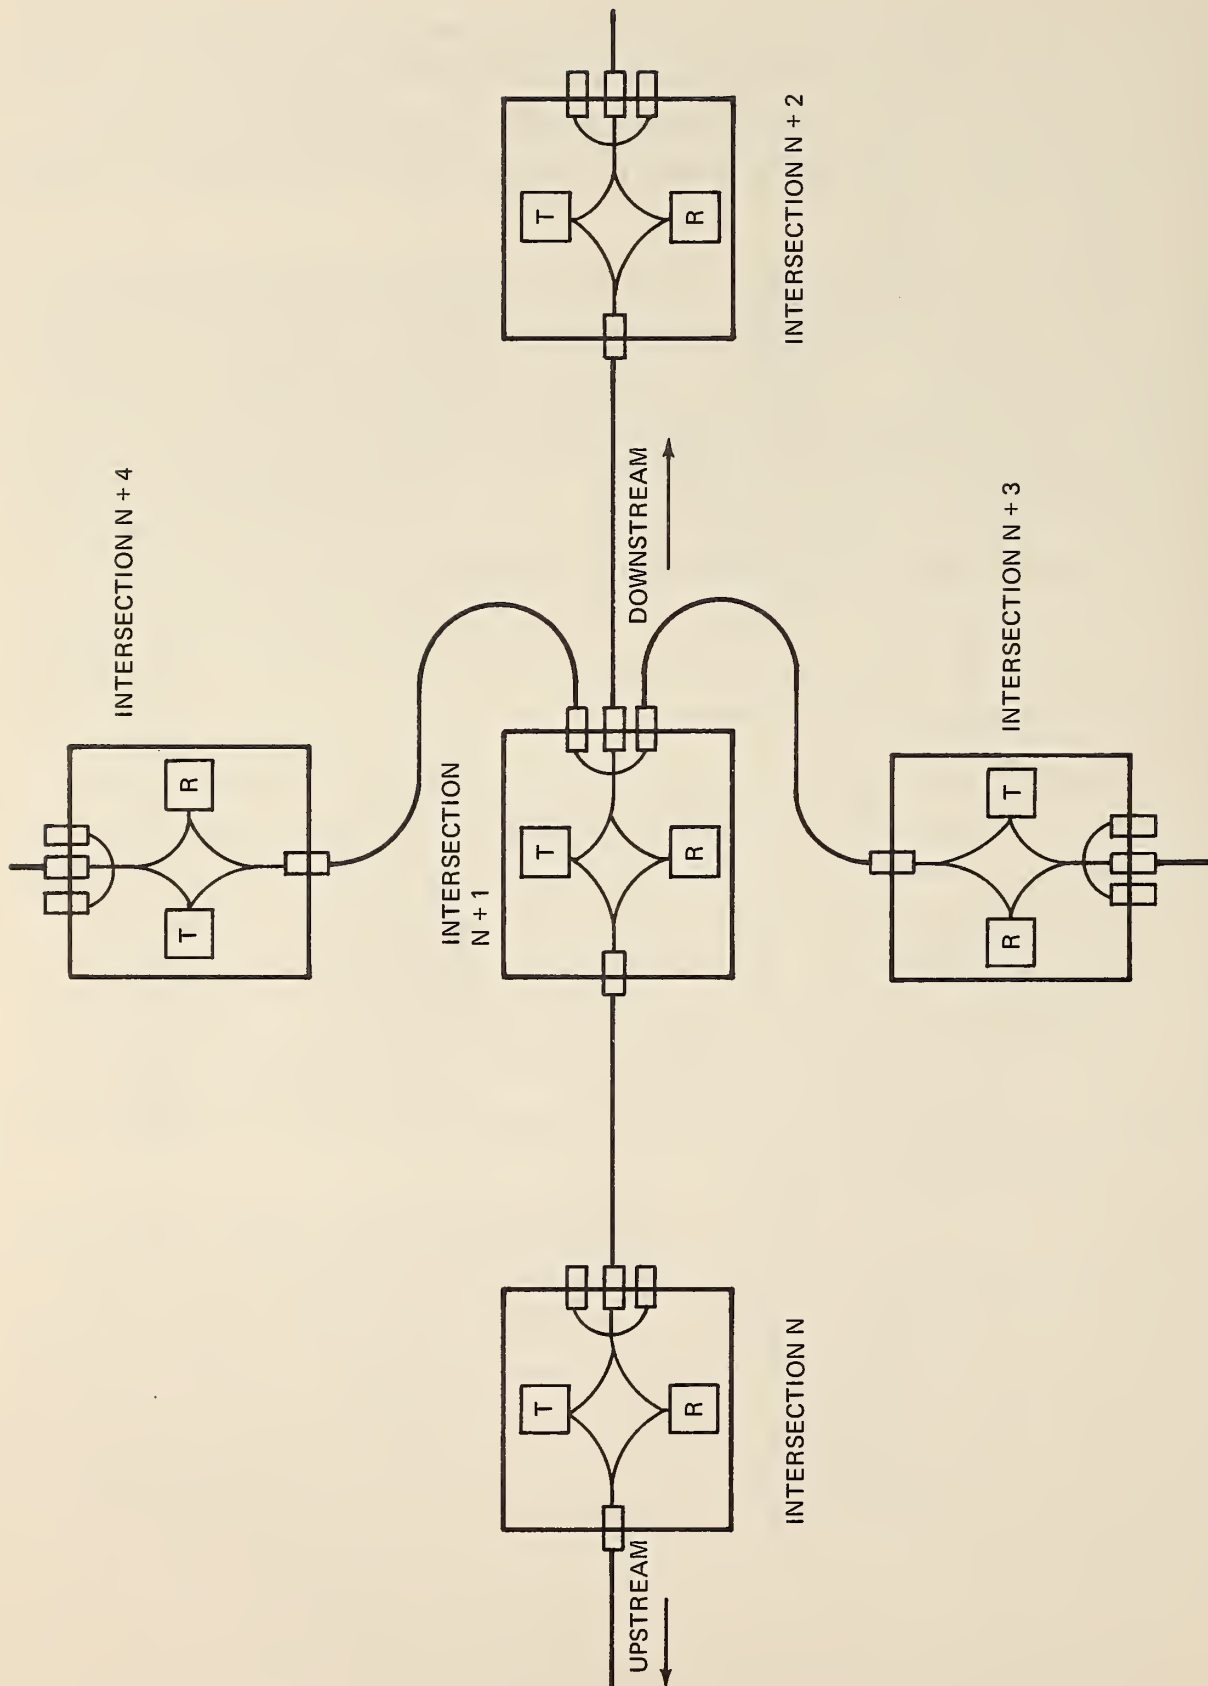 INTERSECTION N + 4
R
T
INTERSECTION
N + 1
T
R
UPSTREAM
T
R
INTERSECTION N
DOWNSTREAM
T
R
INTERSECTION N + 2
T
R
INTERSECTION N + 3